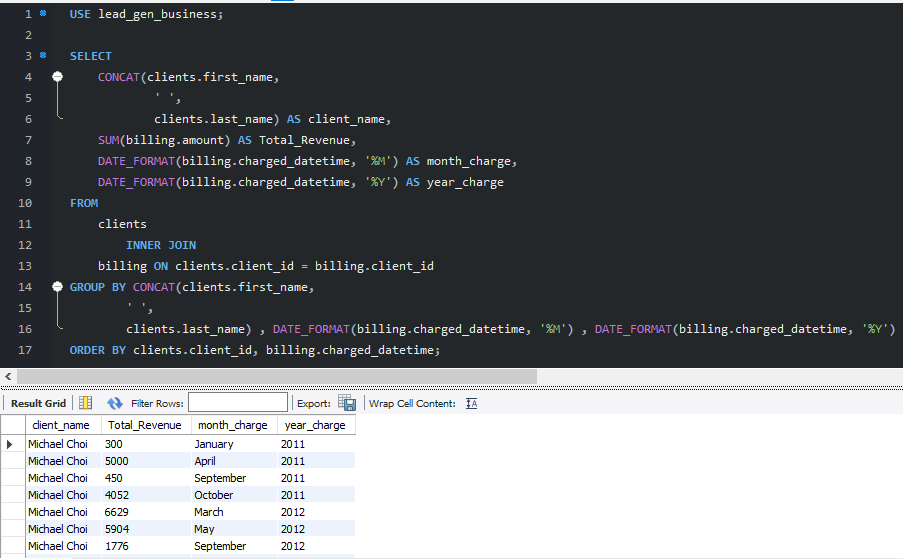 1 USE lead_gen_business;
2
3 SELECT
4 CONCAT(clients.first_name,
5 ' ',
6 clients.last_name) AS client_name,
7 SUM(billing.amount) AS Total_Revenue,
8 DATE_FORMAT(billing.charged_datetime, '%M') AS month_charge,
9 DATE_FORMAT(billing.charged_datetime, '%Y') AS year_charge
10 FROM
11 clients
12 INNER JOIN
13 billing ON clients.client_id = billing.client_id
14 GROUP BY CONCAT(clients.first_name,
15 ' ',
16 clients.last_name) , DATE_FORMAT(billing.charged_datetime, '%M') , DATE_FORMAT(billing.charged_datetime, '%Y')
17 ORDER BY clients.client_id, billing.charged_datetime;
Result Grid Filter Rows: Export: Wrap Cell Content:
client_name Total_Revenue month_charge year_charge
Michael Choi 300 January 2011
Michael Choi 5000 April 2011
Michael Choi 450 September 2011
Michael Choi 4052 October 2011
Michael Choi 6629 March 2012
Michael Choi 5904 May 2012
Michael Choi 1776 September 2012